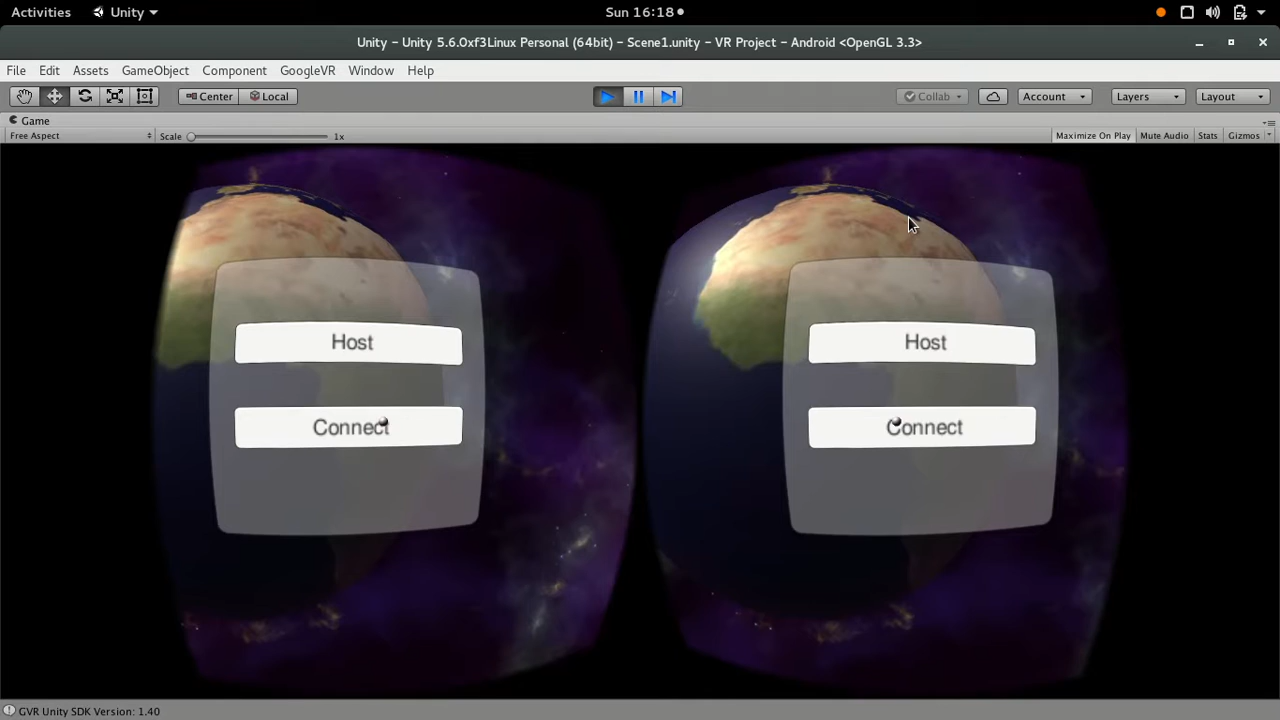 Activities Unity Sun 16:18
Unity – Unity 5.6.0xf3Linux Personal (64bit) – Scene1.unity – VR Project – Android <OpenGL 3.3>
File Edit Assets GameObject Component GoogleVR Window Help
Center Local Collab Account Layers Layout
Game
Free Aspect Scale 1x Maximize On Play Mute Audio Stats Gizmos
Host Host
Connect Connect
GVR Unity SDK Version: 1.40